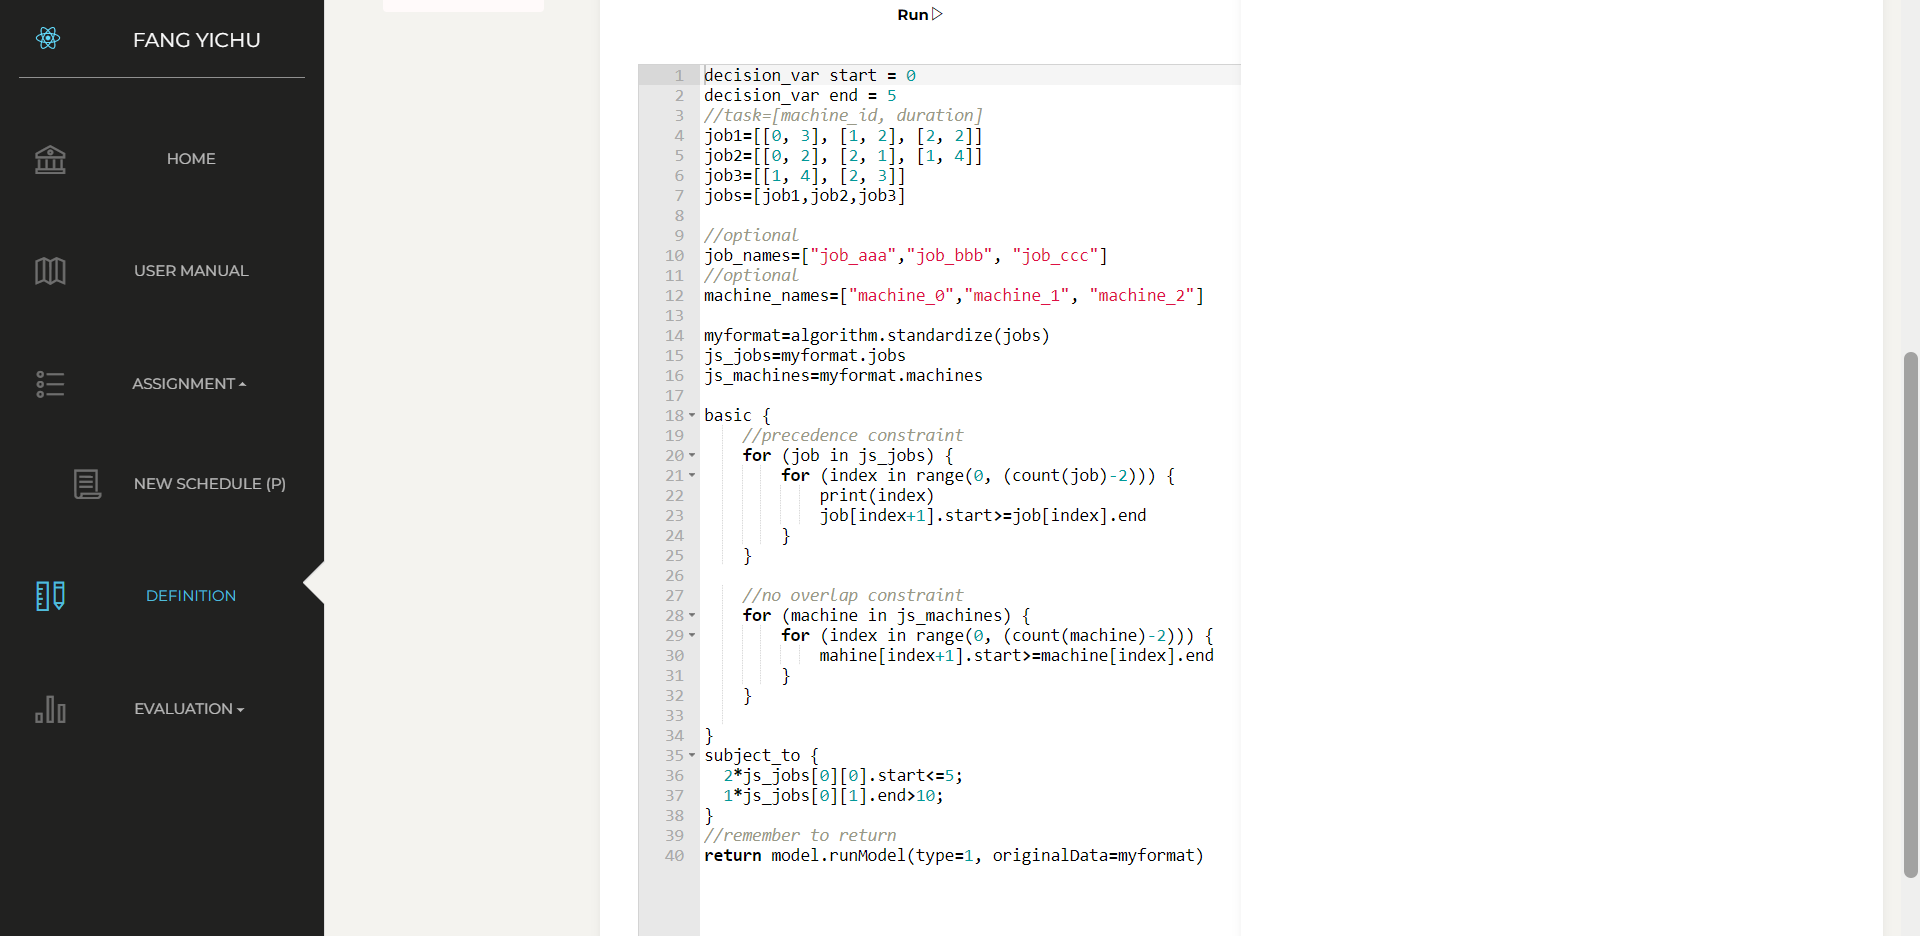 FANG YICHU
HOME
USER MANUAL
ASSIGNMENT
NEW SCHEDULE (P)
DEFINITION
EVALUATION
Run
1 decision_var start = 0
2 decision_var end = 5
3 //task=[machine_id, duration]
4 job1=[[0, 3], [1, 2], [2, 2]]
5 job2=[[0, 2], [2, 1], [1, 4]]
6 job3=[[1, 4], [2, 3]]
7 jobs=[job1,job2,job3]
8
9 //optional
10 job_names=["job_aaa","job_bbb", "job_ccc"]
11 //optional
12 machine_names=["machine_0","machine_1", "machine_2"]
13
14 myformat=algorithm.standardize(jobs)
15 js_jobs=myformat.jobs
16 js_machines=myformat.machines
17
18 basic {
19 //precedence constraint
20 for (job in js_jobs) {
21 for (index in range(0, (count(job)-2))) {
22 print(index)
23 job[index+1].start>=job[index].end
24 }
25 }
26
27 //no overlap constraint
28 for (machine in js_machines) {
29 for (index in range(0, (count(machine)-2))) {
30 mahine[index+1].start>=machine[index].end
31 }
32 }
33
34 }
35 subject_to {
36 2*js_jobs[0][0].start<=5;
37 1*js_jobs[0][1].end>10;
38 }
39 //remember to return
40 return model.runModel(type=1, originalData=myformat)